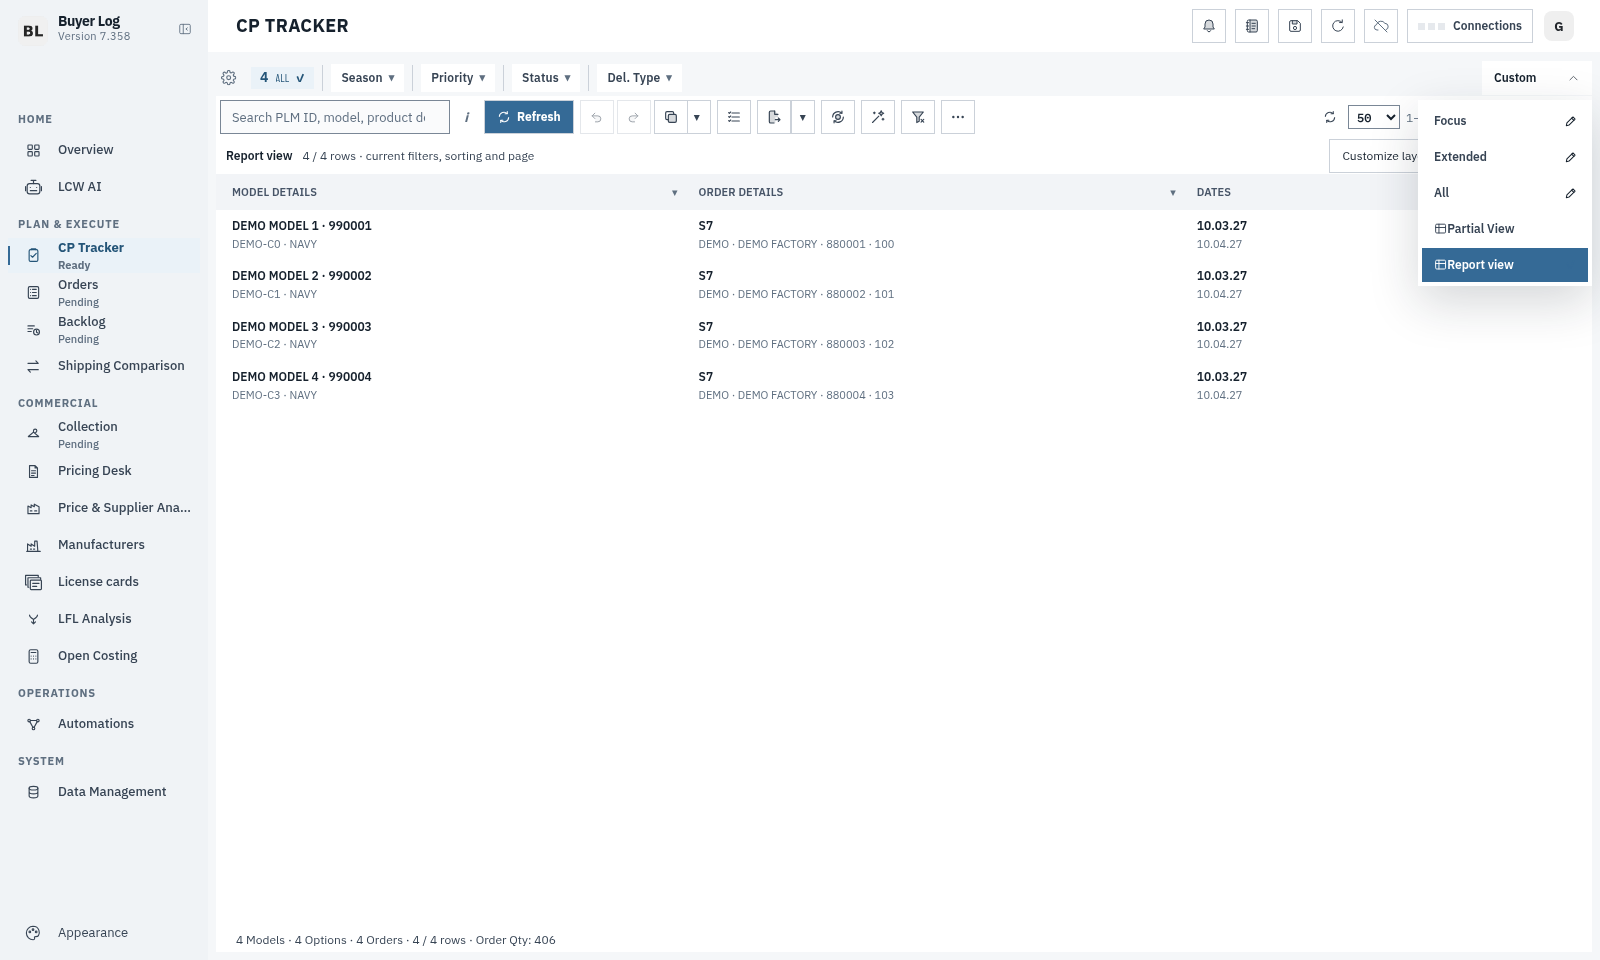 BL
Buyer Log
Version 7.358
HOME
Overview
LCW AI
PLAN & EXECUTE
CP Tracker
Ready
Orders
Pending
Backlog
Pending
Shipping Comparison
COMMERCIAL
Collection
Pending
Pricing Desk
Price & Supplier Ana...
Manufacturers
License cards
LFL Analysis
Open Costing
OPERATIONS
Automations
SYSTEM
Data Management
Appearance
CP TRACKER
Connections
G
4 ALL
Season
Priority
Status
Del. Type
Custom
Search PLM ID, model, product de
i
Refresh
50
1–
Focus
Extended
All
Partial View
Report view
Report view 4 / 4 rows · current filters, sorting and page
Customize lay
MODEL DETAILS ORDER DETAILS DATES
DEMO MODEL 1 · 990001 S7 10.03.27
DEMO-C0 · NAVY DEMO · DEMO FACTORY · 880001 · 100 10.04.27
DEMO MODEL 2 · 990002 S7 10.03.27
DEMO-C1 · NAVY DEMO · DEMO FACTORY · 880002 · 101 10.04.27
DEMO MODEL 3 · 990003 S7 10.03.27
DEMO-C2 · NAVY DEMO · DEMO FACTORY · 880003 · 102 10.04.27
DEMO MODEL 4 · 990004 S7 10.03.27
DEMO-C3 · NAVY DEMO · DEMO FACTORY · 880004 · 103 10.04.27
4 Models · 4 Options · 4 Orders · 4 / 4 rows · Order Qty: 406